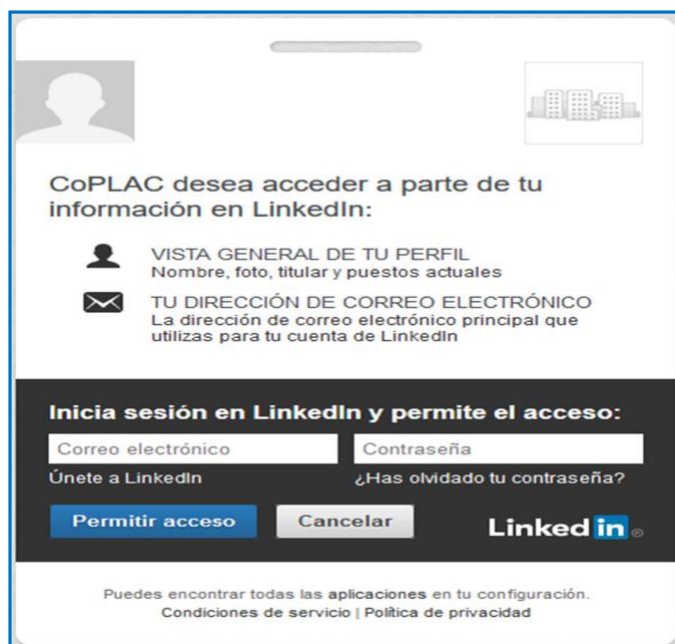 CoPLAC desea acceder a parte de tu
información en LinkedIn:
VISTA GENERAL DE TU PERFIL
Nombre, foto, titular y puestos actuales
TU DIRECCIÓN DE CORREO ELECTRÓNICO
La dirección de correo electrónico principal que
utilizas para tu cuenta de LinkedIn
Inicia sesión en LinkedIn y permite el acceso:
Correo electrónico Contraseña
Únete a LinkedIn ¿Has olvidado tu contraseña?
Permitir acceso Cancelar Linked in ®
Puedes encontrar todas las aplicaciones en tu configuración.
Condiciones de servicio | Política de privacidad